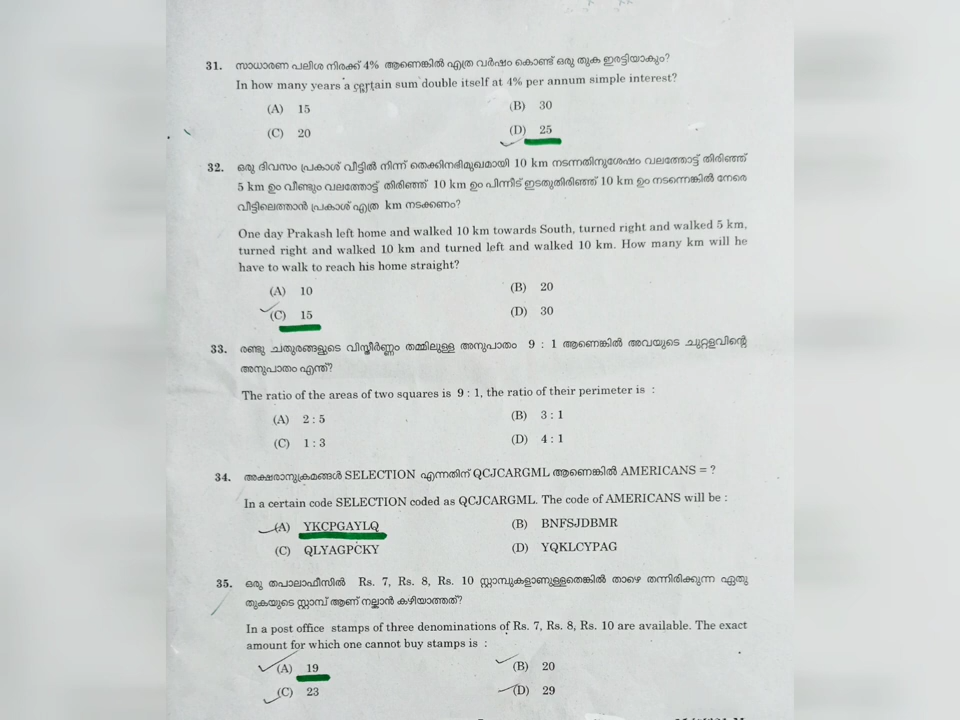 31. സാധാരണ പലിശ നിരക്ക് 4% ആണെങ്കിൽ എത്ര വർഷം കൊണ്ട് ഒരു തുക ഇരട്ടിയാകും?
In how many years a certain sum double itself at 4% per annum simple interest?
(A) 15 (B) 30
(C) 20 (D) 25
32. ഒരു ദിവസം പ്രകാശ് വീട്ടിൽ നിന്ന് തെക്കിനഭിമുഖമായി 10 km നടന്നതിനുശേഷം വലത്തോട്ട് തിരിഞ്ഞ്
5 km ഉം വീണ്ടും വലത്തോട്ട് തിരിഞ്ഞ് 10 km ഉം പിന്നീട് ഇടതുതിരിഞ്ഞ് 10 km ഉം നടന്നെങ്കിൽ നേരെ
വീട്ടിലെത്താൻ പ്രകാശ് എത്ര km നടക്കണം?
One day Prakash left home and walked 10 km towards South, turned right and walked 5 km,
turned right and walked 10 km and turned left and walked 10 km. How many km will he
have to walk to reach his home straight?
(A) 10 (B) 20
(C) 15 (D) 30
33. രണ്ടു ചതുരങ്ങളുടെ വിസ്തീർണ്ണം തമ്മിലുള്ള അനുപാതം 9 : 1 ആണെങ്കിൽ അവയുടെ ചുറ്റളവിന്റെ
അനുപാതം എന്ത്?
The ratio of the areas of two squares is 9 : 1, the ratio of their perimeter is :
(A) 2 : 5 (B) 3 : 1
(C) 1 : 3 (D) 4 : 1
34. അക്ഷരാനുക്രമങ്ങൾ SELECTION എന്നതിന് QCJCARGML ആണെങ്കിൽ AMERICANS = ?
In a certain code SELECTION coded as QCJCARGML. The code of AMERICANS will be :
(A) YKCPGAYLQ (B) BNFSJDBMR
(C) QLYAGPCKY (D) YQKLCYPAG
35. ഒരു തപാലാഫീസിൽ Rs. 7, Rs. 8, Rs. 10 സ്റ്റാമ്പുകളാണുള്ളതെങ്കിൽ താഴെ തന്നിരിക്കുന്ന ഏതു
തുകയുടെ സ്റ്റാമ്പ് ആണ് നല്കാൻ കഴിയാത്തത്?
In a post office stamps of three denominations of Rs. 7, Rs. 8, Rs. 10 are available. The exact
amount for which one cannot buy stamps is :
(A) 19 (B) 20
(C) 23 (D) 29